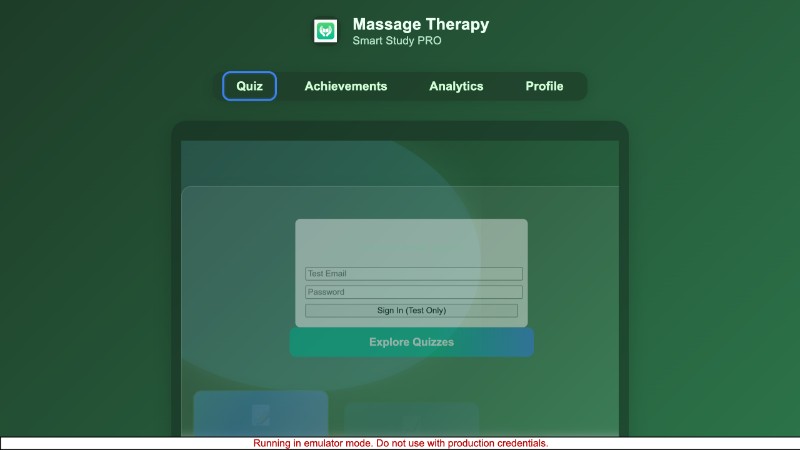 Massage Therapy
Smart Study PRO
Quiz
Achievements
Analytics
Profile
Test Email
Password
Sign In (Test Only)
Explore Quizzes
Running in emulator mode. Do not use with production credentials.